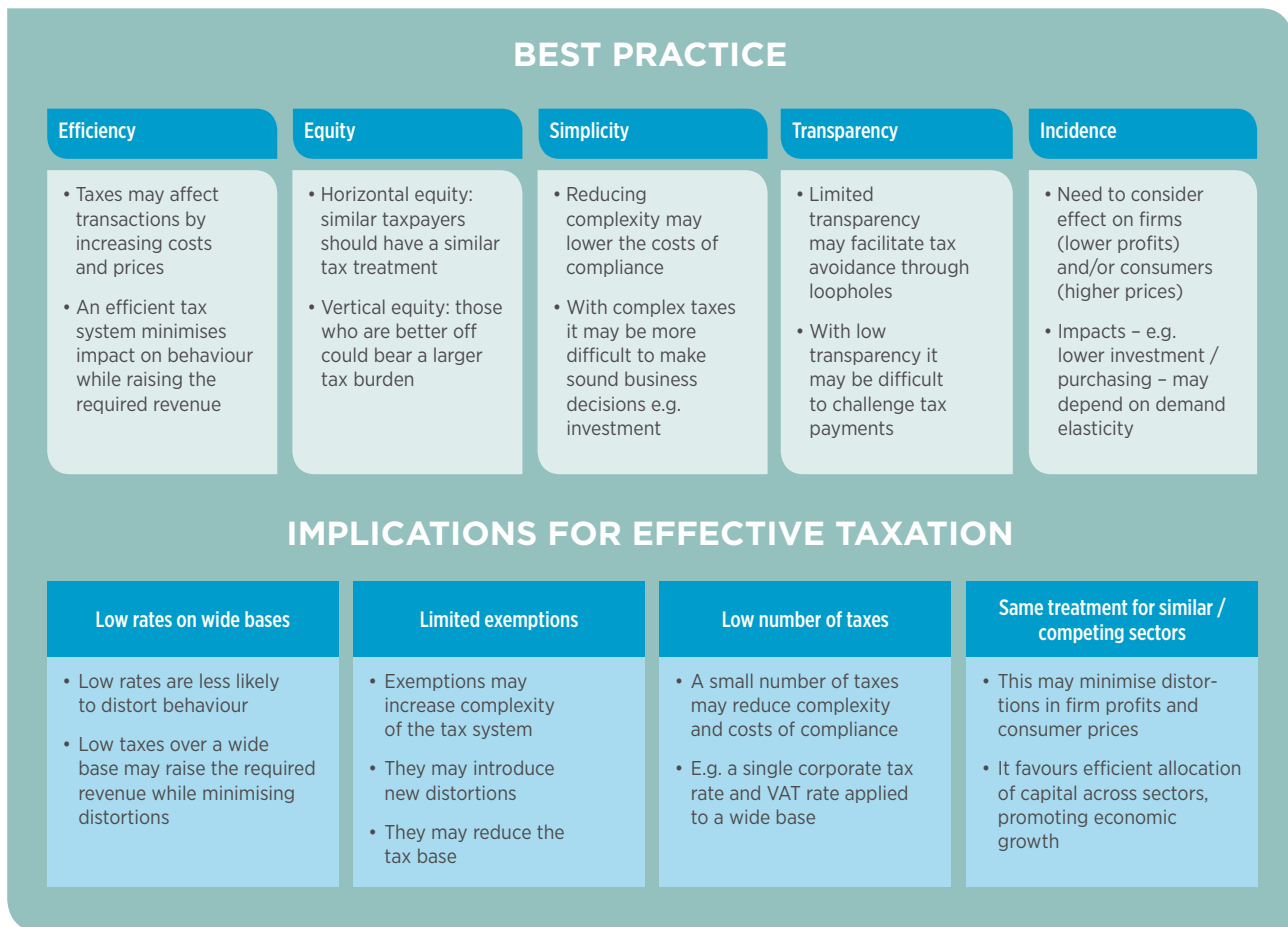 BEST PRACTICE
Efficiency
• Taxes may affect
transactions by
increasing costs
and prices
• An efficient tax
system minimises
impact on behaviour
while raising the
required revenue
Equity
• Horizontal equity:
similar taxpayers
should have a similar
tax treatment
• Vertical equity: those
who are better off
could bear a larger
tax burden
Simplicity
• Reducing
complexity may
lower the costs of
compliance
• With complex taxes
it may be more
difficult to make
sound business
decisions e.g.
investment
Transparency
• Limited
transparency
may facilitate tax
avoidance through
loopholes
• With low
transparency it
may be difficult
to challenge tax
payments
Incidence
• Need to consider
effect on firms
(lower profits)
and/or consumers
(higher prices)
• Impacts – e.g.
lower investment /
purchasing – may
depend on demand
elasticity
IMPLICATIONS FOR EFFECTIVE TAXATION
Low rates on wide bases
• Low rates are less likely
to distort behaviour
• Low taxes over a wide
base may raise the required
revenue while minimising
distortions
Limited exemptions
• Exemptions may
increase complexity
of the tax system
• They may introduce
new distortions
• They may reduce the
tax base
Low number of taxes
• A small number of taxes
may reduce complexity
and costs of compliance
• E.g. a single corporate tax
rate and VAT rate applied
to a wide base
Same treatment for similar /
competing sectors
• This may minimise distor-
tions in firm profits and
consumer prices
• It favours efficient allocation
of capital across sectors,
promoting economic
growth